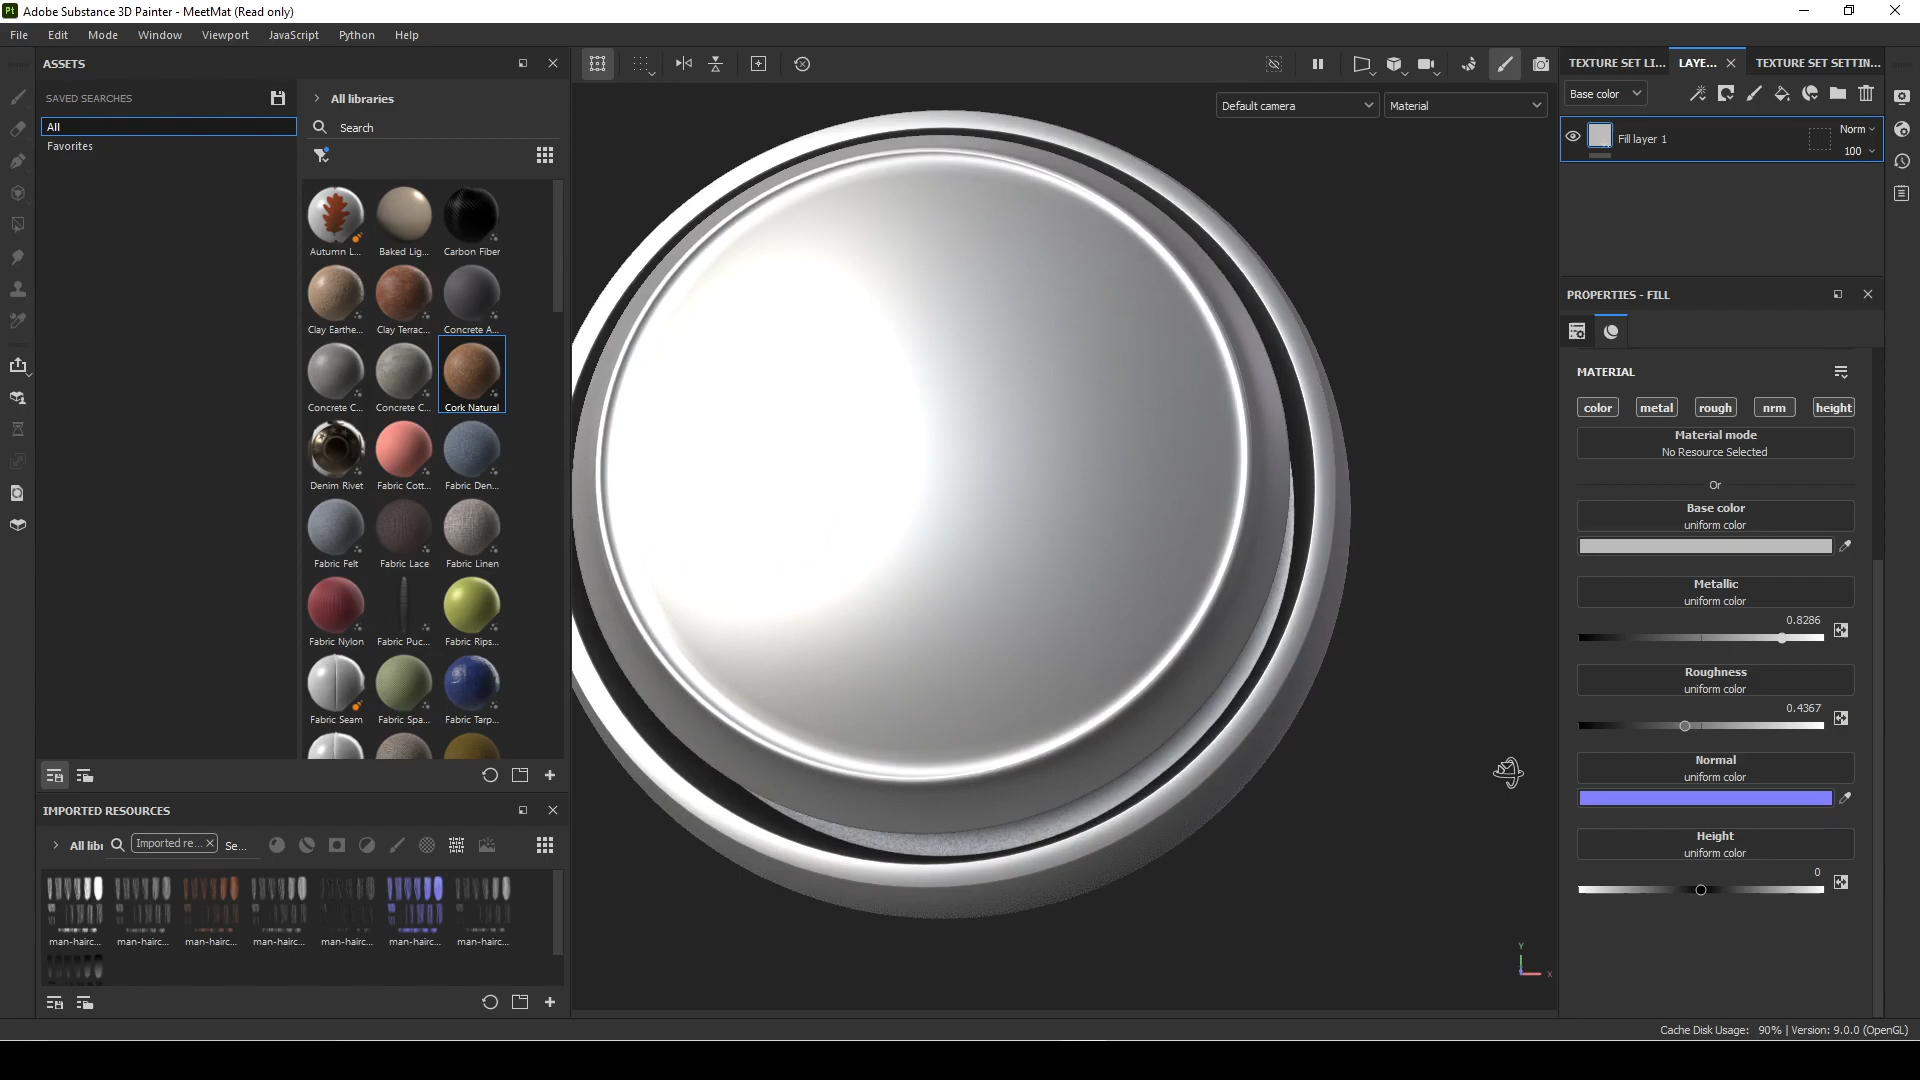 Pt Adobe Substance 3D Painter - MeetMat (Read only)
File Edit Mode Window Viewport JavaScript Python Help
ASSETS
SAVED SEARCHES
All
Favorites
All libraries
Search
Autumn L... Baked Lig... Carbon Fiber
Clay Earthe... Clay Terrac... Concrete A...
Concrete C... Concrete C... Cork Natural
Denim Rivet Fabric Cott... Fabric Den...
Fabric Felt Fabric Lace Fabric Linen
Fabric Nylon Fabric Puc... Fabric Rips...
Fabric Seam Fabric Spa... Fabric Tarp...
IMPORTED RESOURCES
All libr Imported re... Se...
man-hairc... man-hairc... man-hairc... man-hairc... man-hairc... man-hairc... man-hairc...
Default camera Material
Y
X
TEXTURE SET LI... LAYE... TEXTURE SET SETTIN...
Base color
Fill layer 1
Norm
100
PROPERTIES - FILL
MATERIAL
color metal rough nrm height
Material mode
No Resource Selected
Or
Base color
uniform color
Metallic
uniform color
0.8286
Roughness
uniform color
0.4367
Normal
uniform color
Height
uniform color
0
Cache Disk Usage: 90% | Version: 9.0.0 (OpenGL)